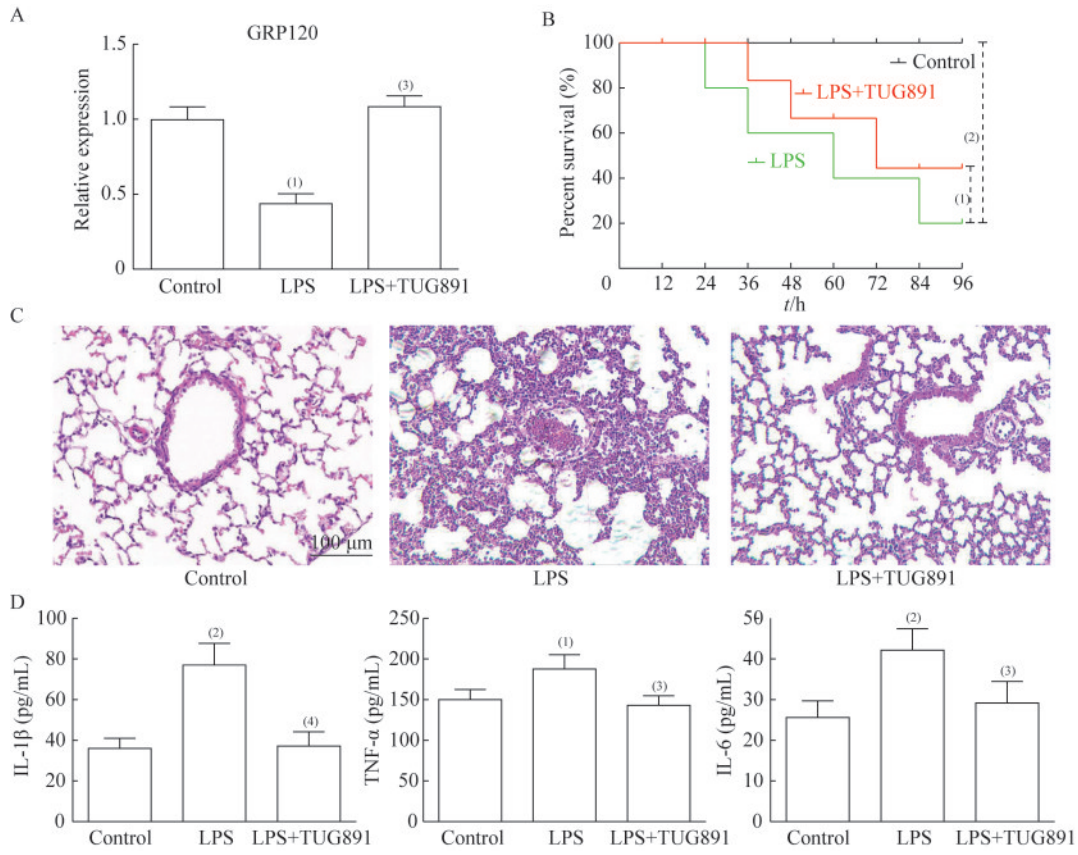 A
GRP120
1.5
1.0
0.5
0
Relative expression
(1)
(3)
Control
LPS
LPS+TUG891
B
100
80
60
40
20
0
Percent survival (%)
Control
LPS+TUG891
LPS
(2)
(1)
12
24
36
48
60
72
84
96
t/h
C
100 μm
Control
LPS
LPS+TUG891
D
80
60
40
20
0
IL-1β (pg/mL)
(2)
(4)
Control
LPS
LPS+TUG891
250
200
150
100
50
0
TNF-α (pg/mL)
(1)
(3)
Control
LPS
LPS+TUG891
50
40
30
20
10
0
IL-6 (pg/mL)
(2)
(3)
Control
LPS
LPS+TUG891